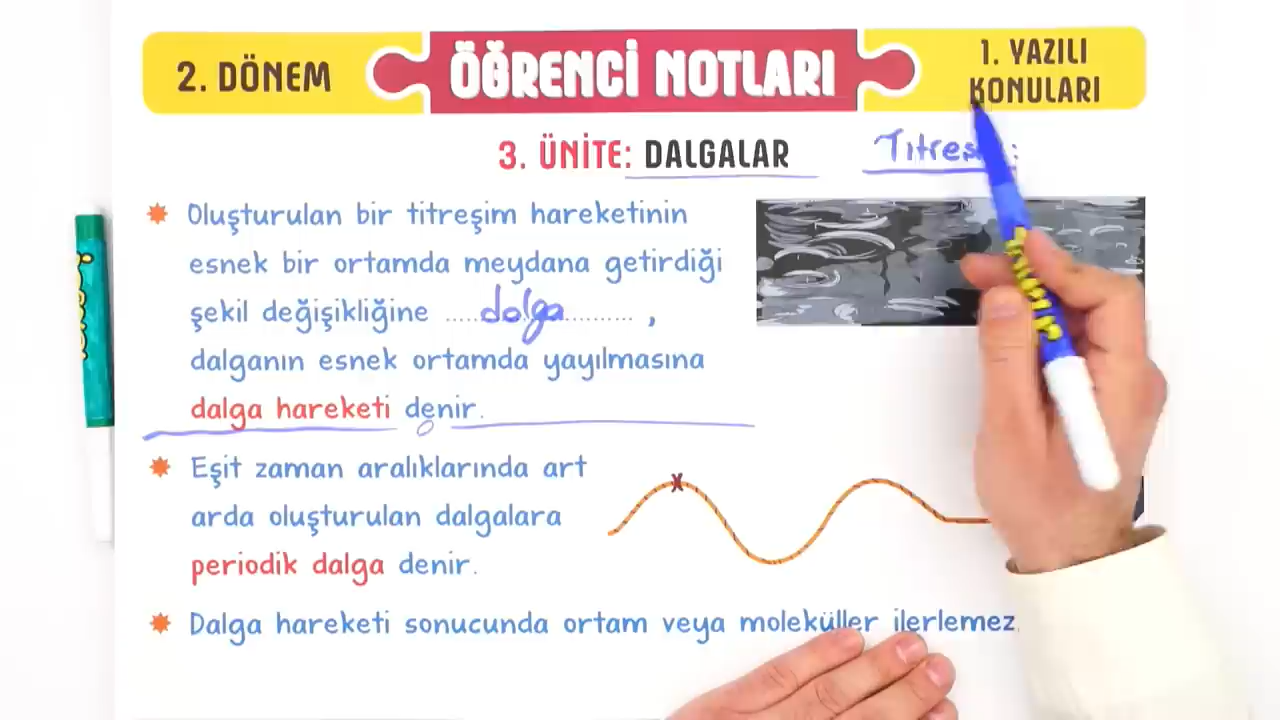 2. DÖNEM
ÖĞRENCİ NOTLARI
1. YAZILI
KONULARI
3. ÜNİTE: DALGALAR
Oluşturulan bir titreşim hareketinin
esnek bir ortamda meydana getirdiği
şekil değişikliğine ...... dalga ............ ,
dalganın esnek ortamda yayılmasına
dalga hareketi denir.
Eşit zaman aralıklarında art
arda oluşturulan dalgalara
periodik dalga denir.
Dalga hareketi sonucunda ortam veya moleküller ilerlemez.